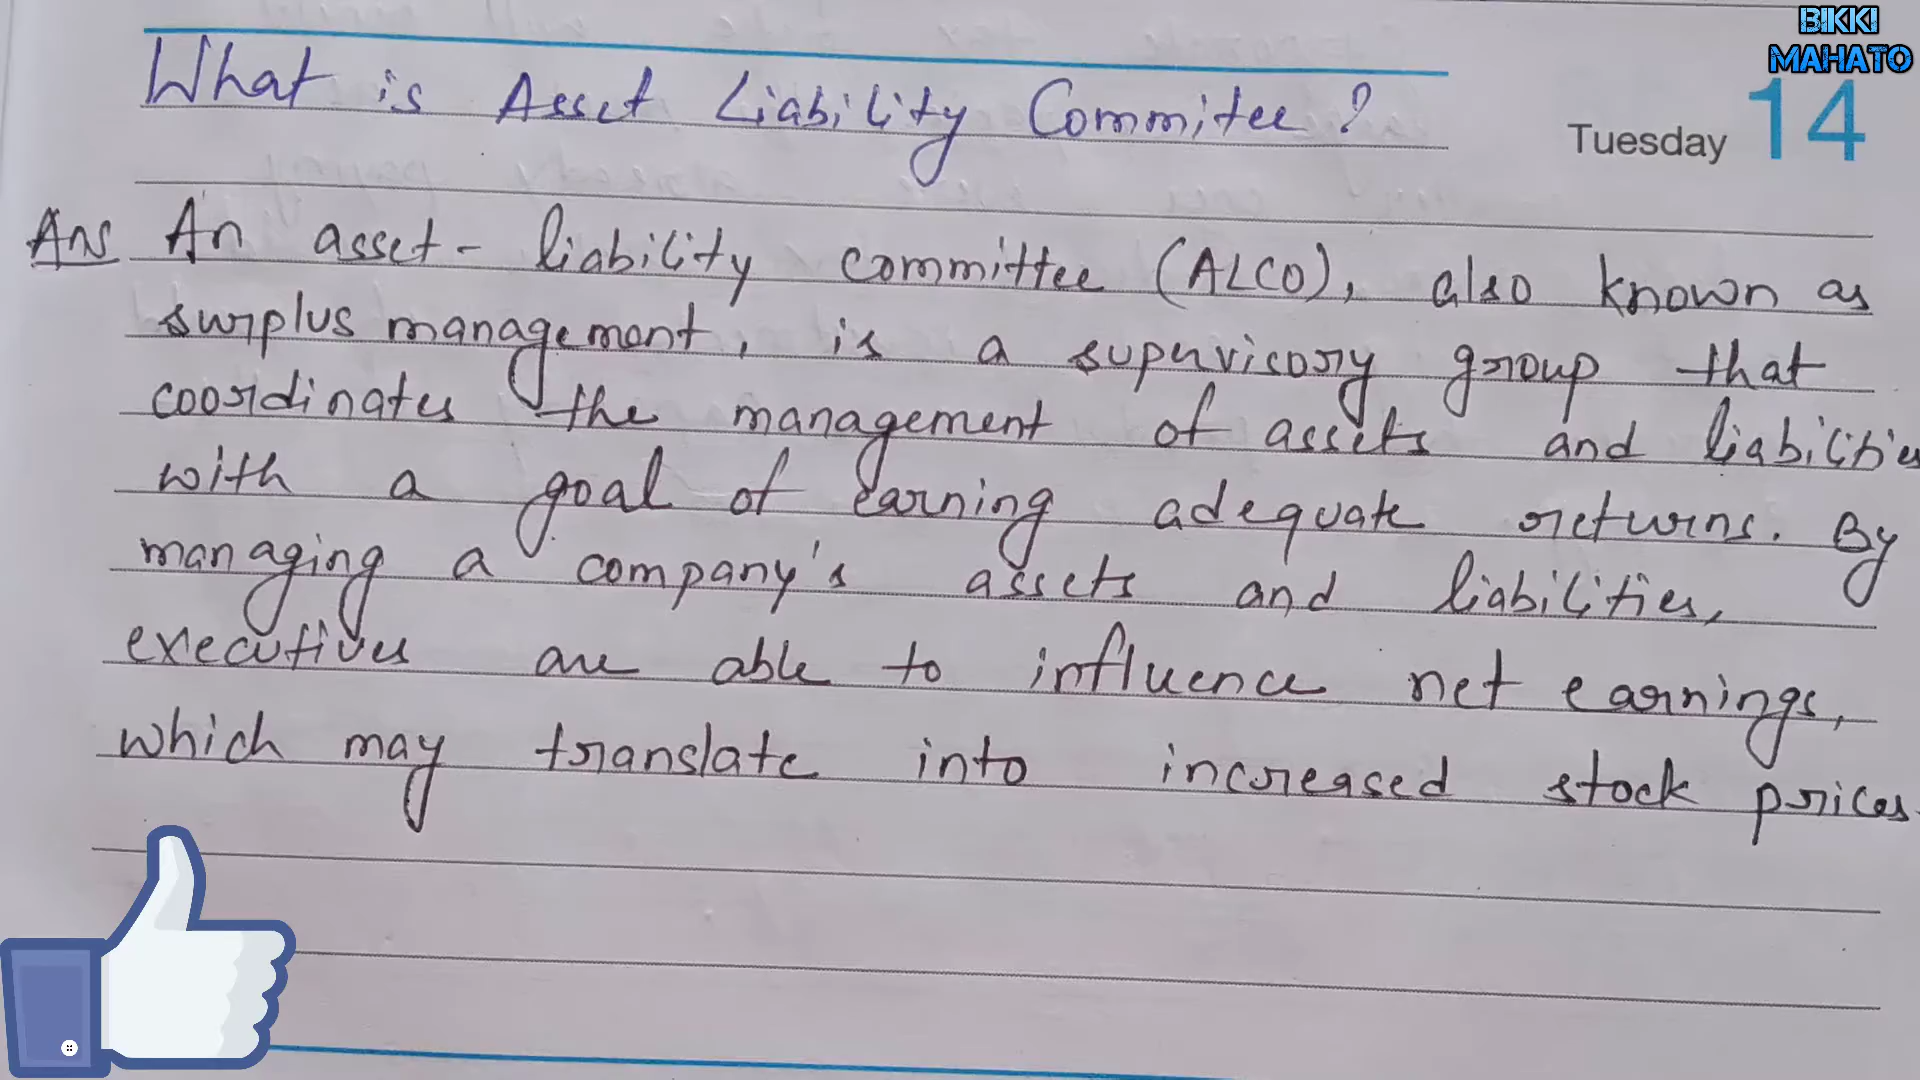 BIKKI
MAHATO
What is Asset Liability Commitee?
Tuesday 14
Ans An asset-liability committee (ALCO), also known as
surplus management, is a supervisory group that
coordinates the management of assets and liabilities
with a goal of earning adequate returns. By
managing a company's assets and liabilities,
executives are able to influence net earnings,
which may translate into increased stock prices.